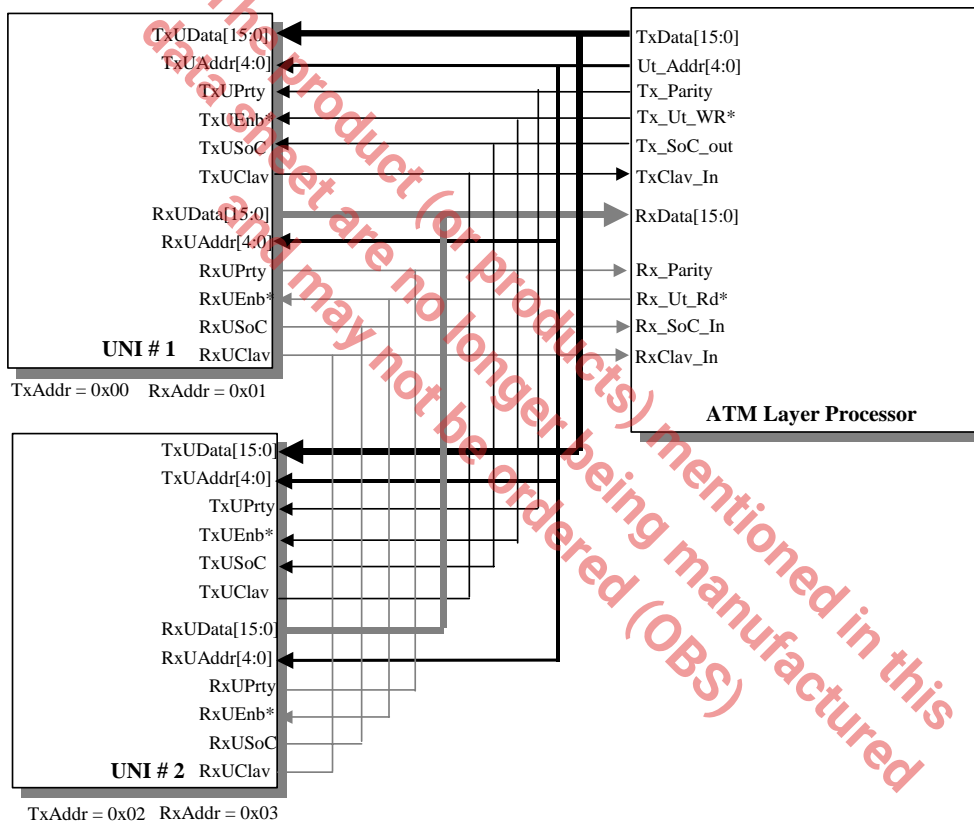 TxUData[15:0]
TxUAddr[4:0]
TxUPrty
TxUEnb*
TxUSoC
TxUClav
RxUData[15:0]
RxUAddr[4:0]
RxUPrty
RxUEnb*
RxUSoC
UNI # 1
RxUClav
TxAddr = 0x00 RxAddr = 0x01
TxData[15:0]
Ut_Addr[4:0]
Tx_Parity
Tx_Ut_WR*
Tx_SoC_out
TxClav_In
RxData[15:0]
Rx_Parity
Rx_Ut_Rd*
Rx_SoC_In
RxClav_In
ATM Layer Processor
TxUData[15:0]
TxUAddr[4:0]
TxUPrty
TxUEnb*
TxUSoC
TxUClav
RxUData[15:0]
RxUAddr[4:0]
RxUPrty
RxUEnb*
RxUSoC
UNI # 2
RxUClav
TxAddr = 0x02 RxAddr = 0x03
The product (or products) mentioned in this
data sheet are no longer being manufactured
and may not be ordered (OBS)